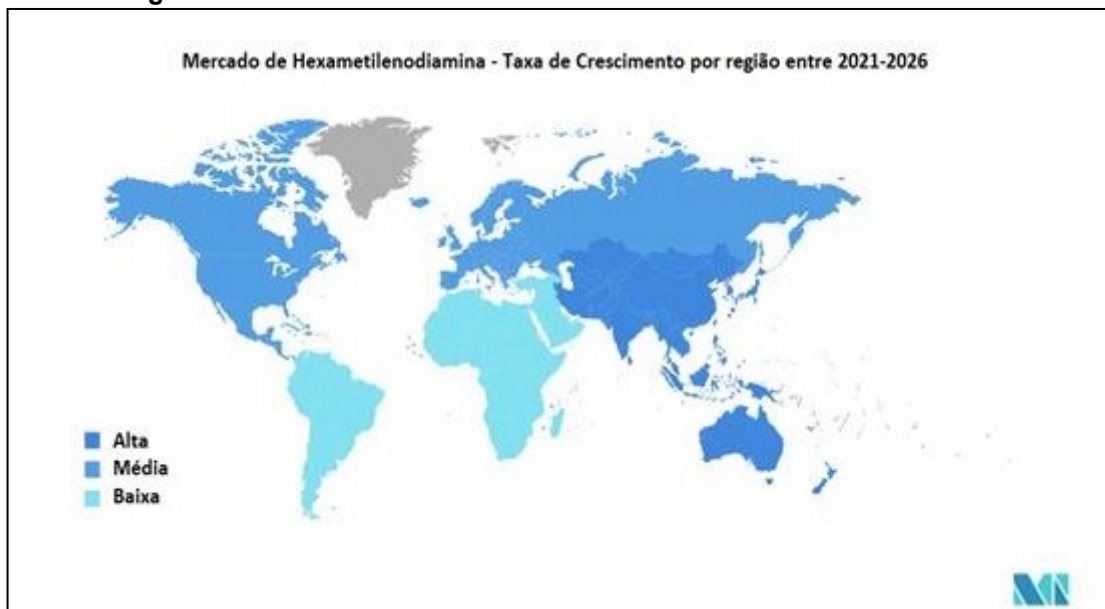 Mercado de Hexametilenodiamina - Taxa de Crescimento por região entre 2021-2026
Alta
Média
Baixa